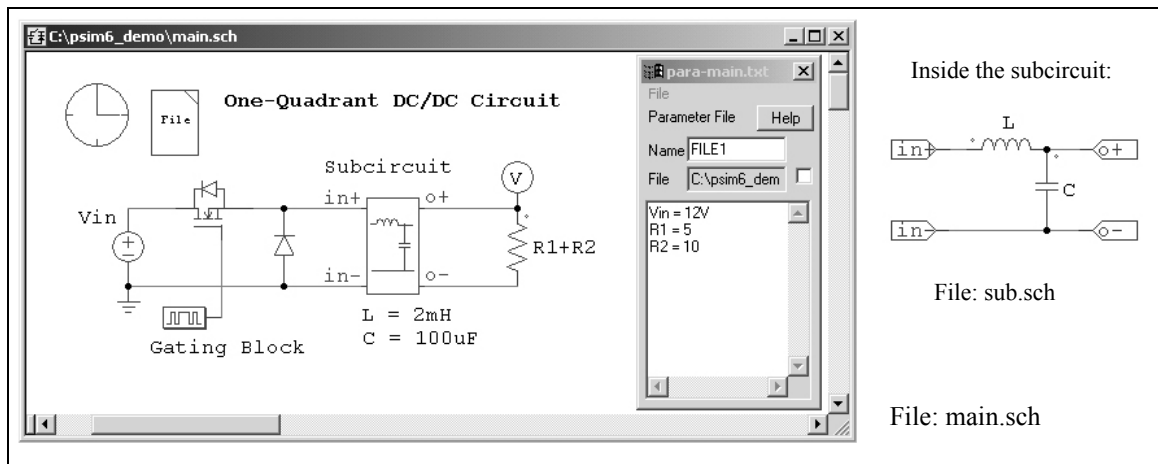 C:\psim6_demo\main.sch
File
One-Quadrant DC/DC Circuit
Subcircuit
in+
o+
V
Vin
R1+R2
in-
o-
L = 2mH
C = 100uF
Gating Block
para-main.txt
File
Parameter File
Help
Name
FILE1
File
C:\psim6_dem
Vin = 12V
R1 = 5
R2 = 10
Inside the subcircuit:
L
in+
o+
C
in-
o-
File: sub.sch
File: main.sch